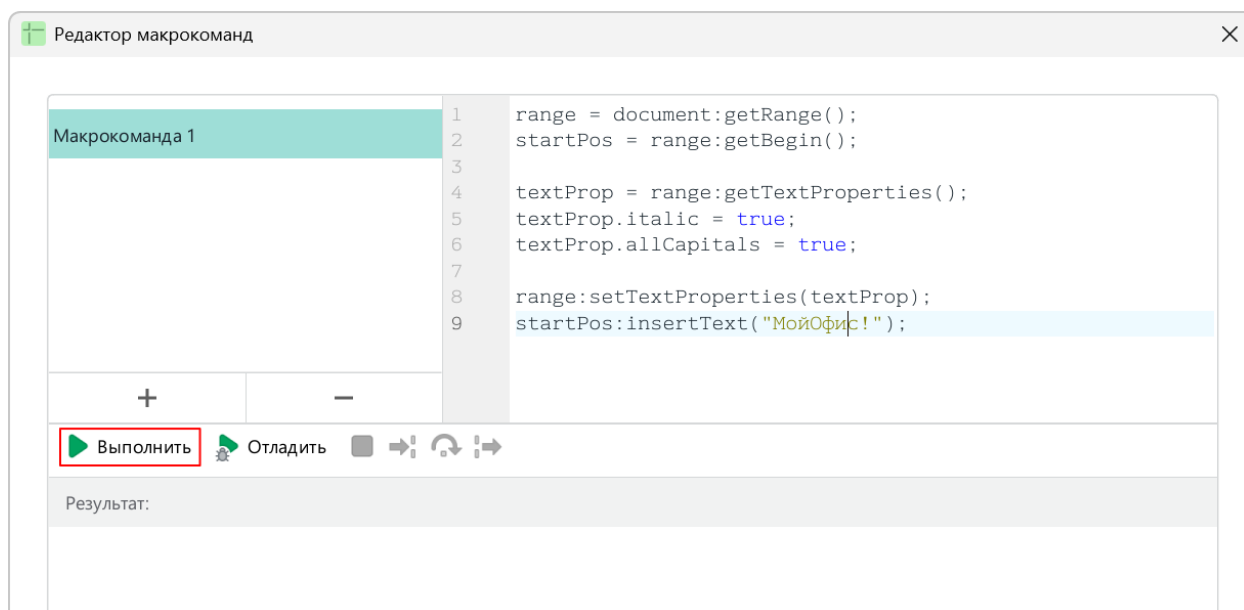 Редактор макрокоманд
Макрокоманда 1
1 range = document:getRange();
2 startPos = range:getBegin();
3
4 textProp = range:getTextProperties();
5 textProp.italic = true;
6 textProp.allCapitals = true;
7
8 range:setTextProperties(textProp);
9 startPos:insertText("МойОфис!");
Выполнить Отладить
Результат: